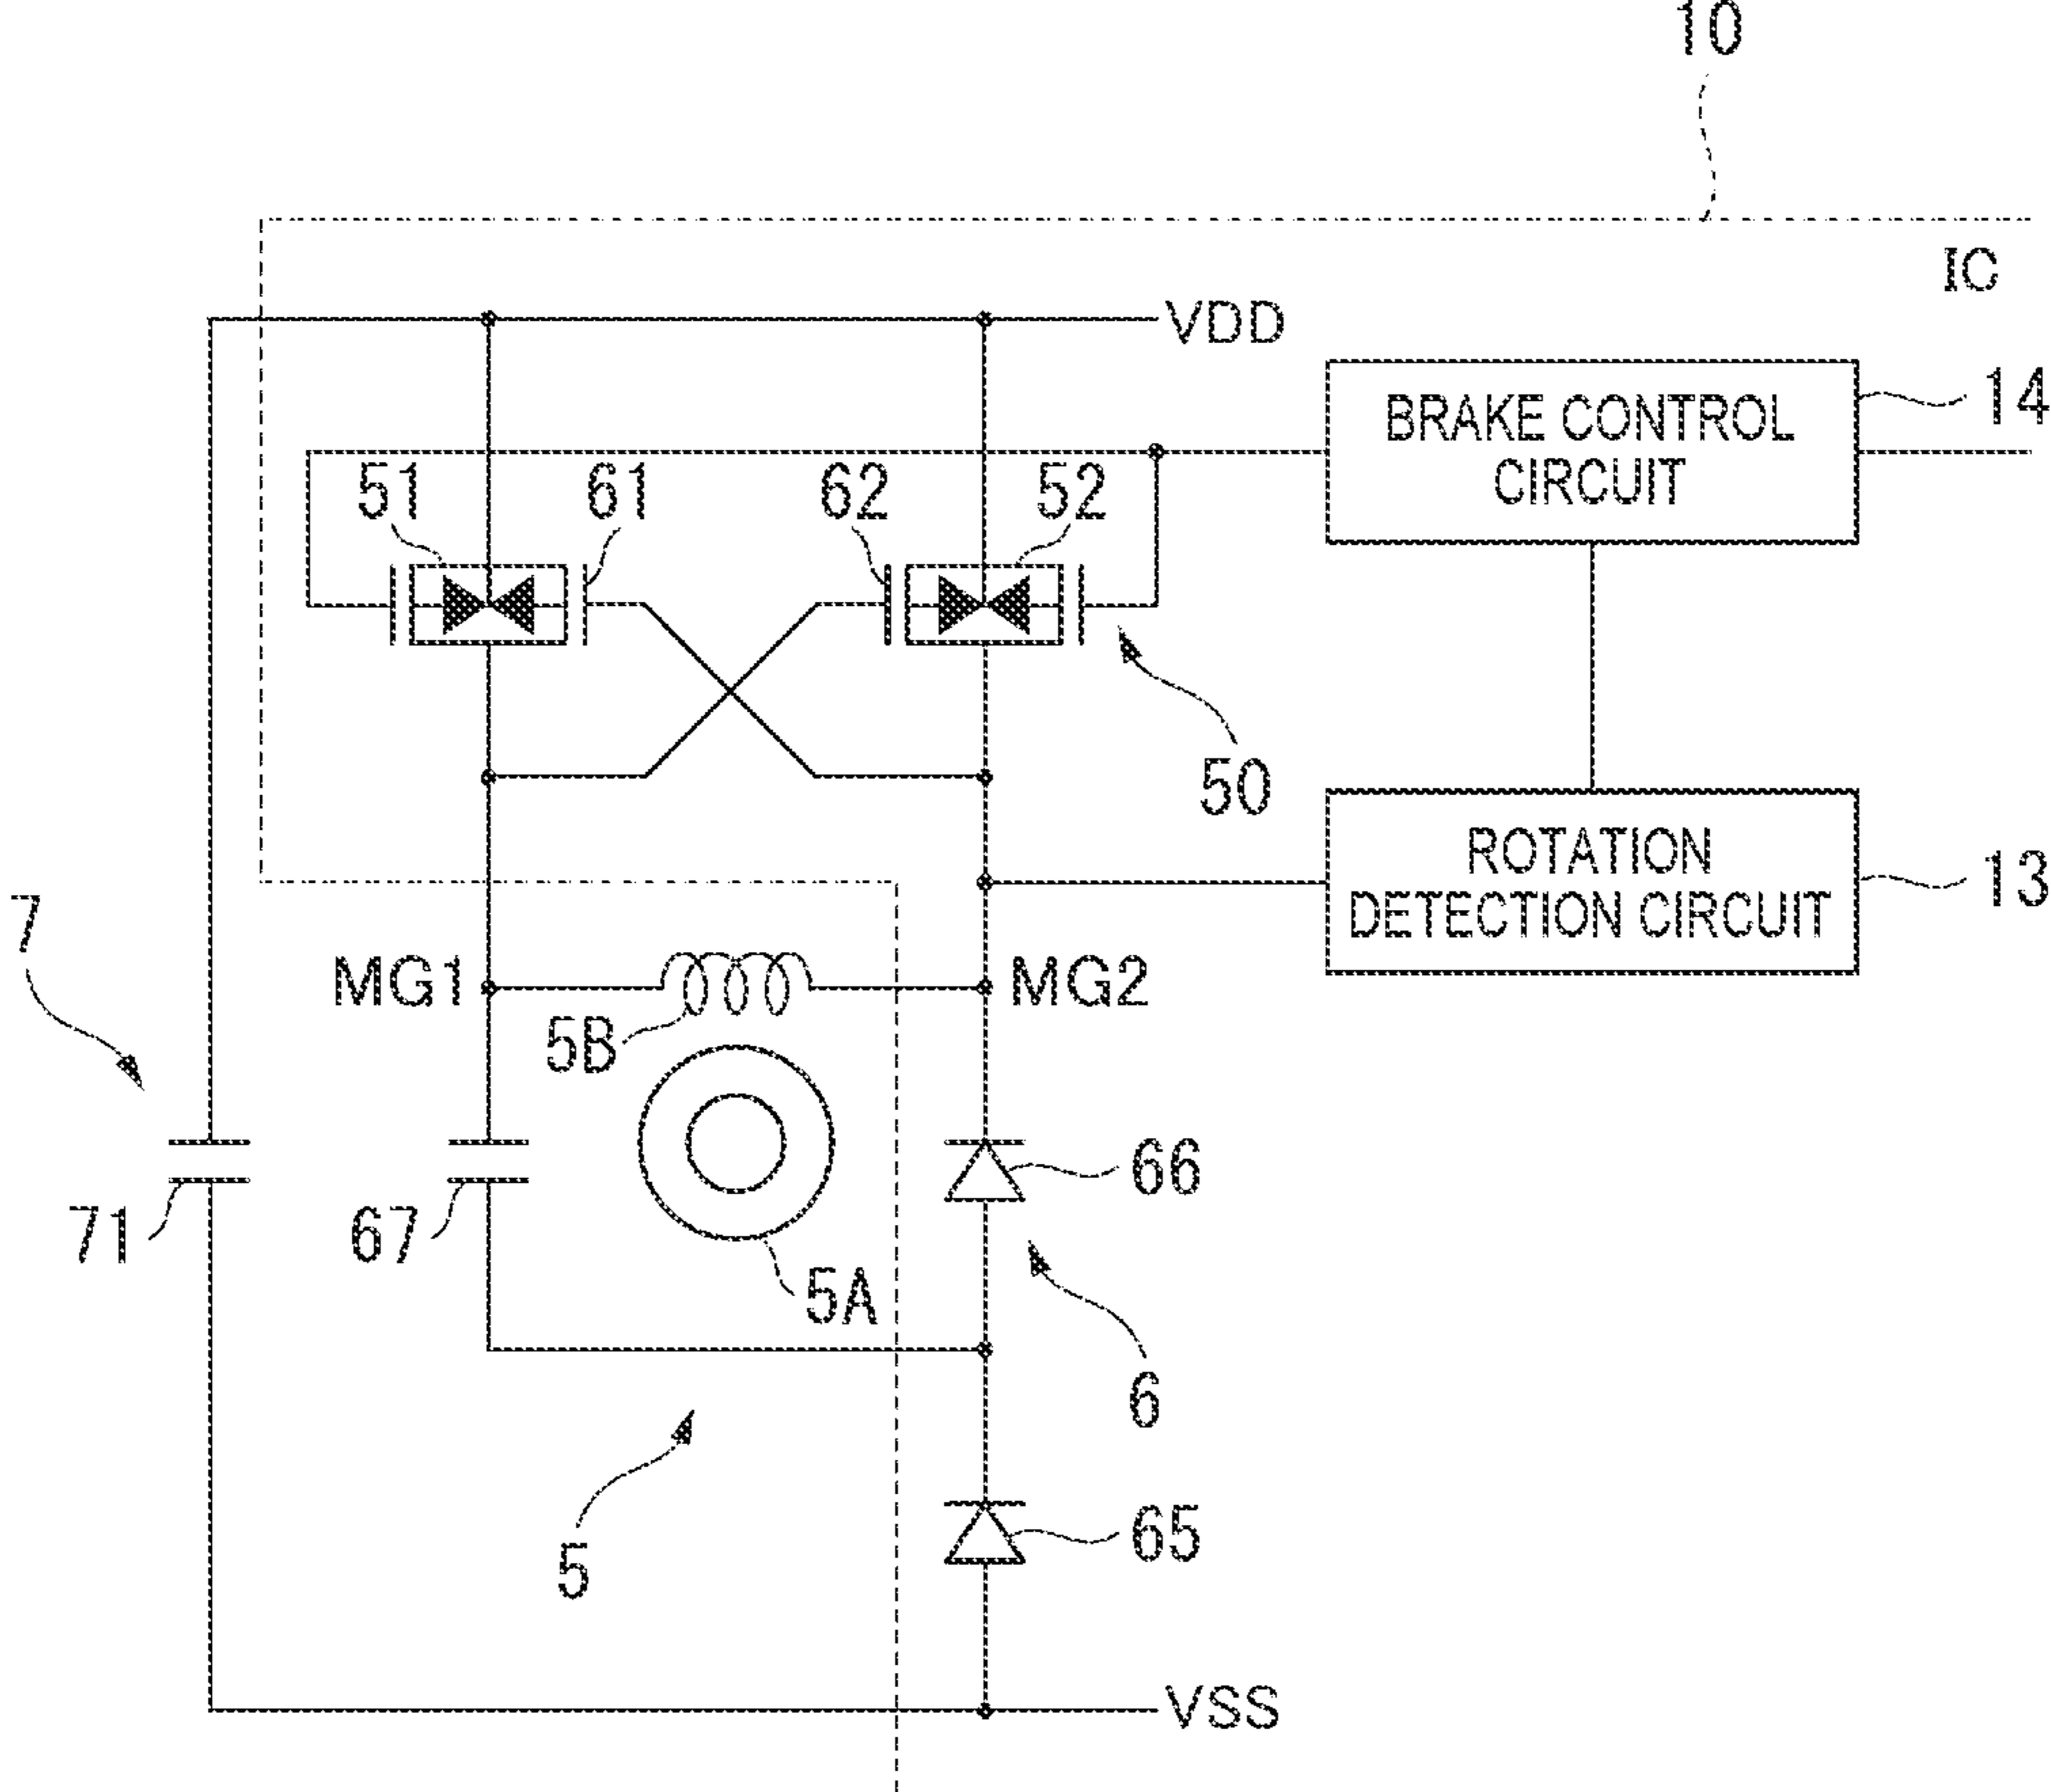 10
IC
VDD
BRAKE CONTROL
CIRCUIT
14
51
61
62
52
50
ROTATION
DETECTION CIRCUIT
13
7
MG1
MG2
5B
66
71
67
5A
6
5
65
VSS